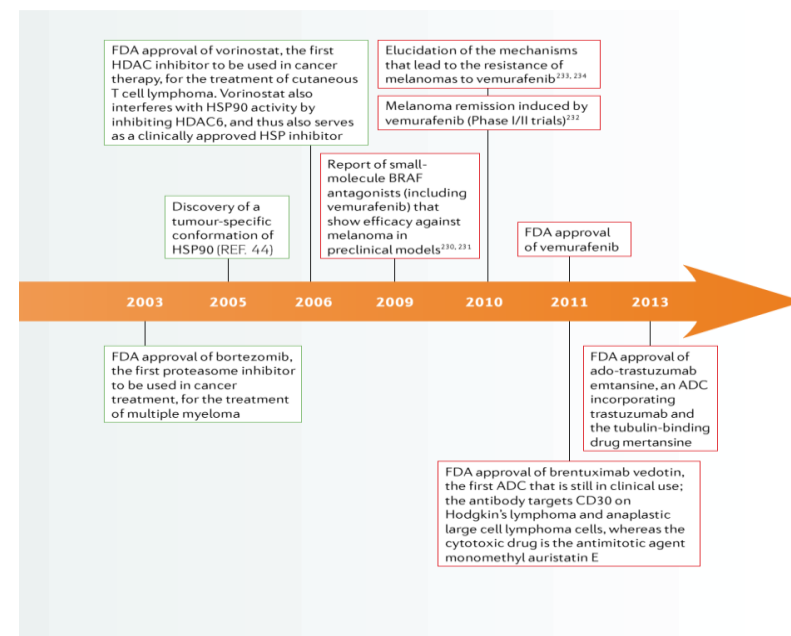 FDA approval of vorinostat, the first
HDAC inhibitor to be used in cancer
therapy, for the treatment of cutaneous
T cell lymphoma. Vorinostat also
interferes with HSP90 activity by
inhibiting HDAC6, and thus also serves
as a clinically approved HSP inhibitor
Elucidation of the mechanisms
that lead to the resistance of
melanomas to vemurafenib²³³,²³⁴
Melanoma remission induced by
vemurafenib (Phase I/II trials)²³²
Discovery of a
tumour-specific
conformation of
HSP90 (REF. 44)
Report of small-
molecule BRAF
antagonists (including
vemurafenib) that
show efficacy against
melanoma in
preclinical models²³⁰,²³¹
FDA approval
of vemurafenib
2003 2005 2006 2009 2010 2011 2013
FDA approval of bortezomib,
the first proteasome inhibitor
to be used in cancer
treatment, for the treatment
of multiple myeloma
FDA approval of
ado-trastuzumab
emtansine, an ADC
incorporating
trastuzumab and
the tubulin-binding
drug mertansine
FDA approval of brentuximab vedotin,
the first ADC that is still in clinical use;
the antibody targets CD30 on
Hodgkin's lymphoma and anaplastic
large cell lymphoma cells, whereas the
cytotoxic drug is the antimitotic agent
monomethyl auristatin E